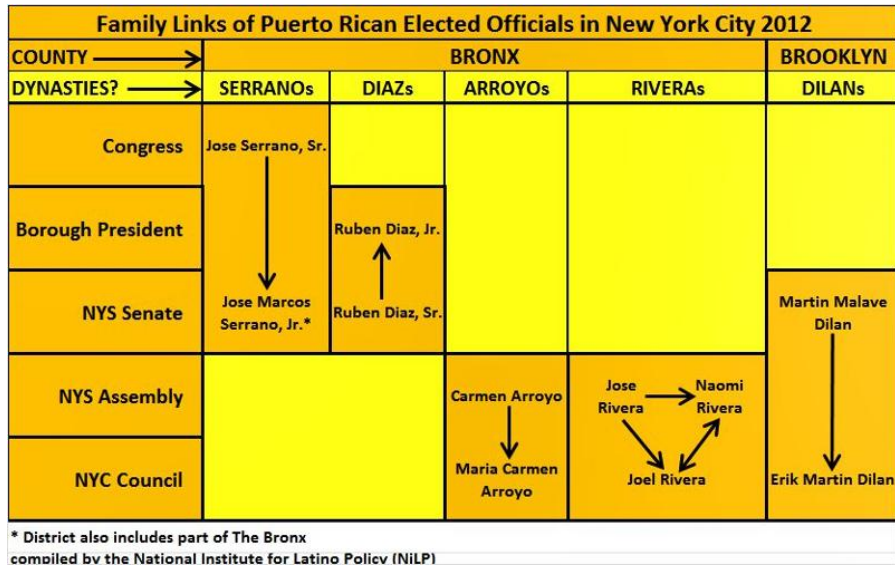 Family Links of Puerto Rican Elected Officials in New York City 2012
COUNTY BRONX BROOKLYN
DYNASTIES? SERRANOs DIAZs ARROYOs RIVERAs DILANs
Congress Jose Serrano, Sr.
Borough President Ruben Diaz, Jr.
NYS Senate Jose Marcos Serrano, Jr.* Ruben Diaz, Sr. Martin Malave Dilan
NYS Assembly Carmen Arroyo Jose Rivera Naomi Rivera
NYC Council Maria Carmen Arroyo Joel Rivera Erik Martin Dilan
* District also includes part of The Bronx
compiled by the National Institute for Latino Policy (NiLP)